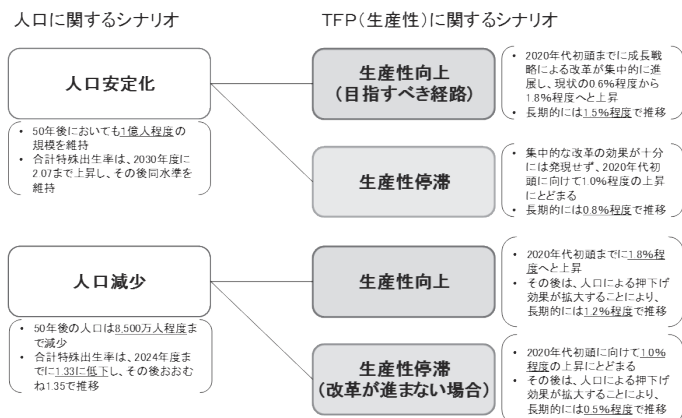 人口に関するシナリオ
TFP(生産性)に関するシナリオ
人口安定化
・ 50年後においても1億人程度の
規模を維持
・ 合計特殊出生率は、2030年度に
2.07まで上昇し、その後同水準を
維持
生産性向上
(目指すべき経路)
・ 2020年代初頭までに成長戦
略による改革が集中的に進
展し、現状の0.6%程度から
1.8%程度へと上昇
・ 長期的には1.5%程度で推移
生産性停滞
・ 集中的な改革の効果が十分
には発現せず、2020年代初
頭に向けて1.0%程度の上昇
にとどまる
・ 長期的には0.8%程度で推移
人口減少
・ 50年後の人口は8,500万人程度ま
で減少
・ 合計特殊出生率は、2024年度ま
でに1.33に低下し、その後おおむ
ね1.35で推移
生産性向上
・ 2020年代初頭までに1.8%程
度へと上昇
・ その後は、人口による押下げ
効果が拡大することにより、
長期的には1.2%程度で推移
生産性停滞
(改革が進まない場合)
・ 2020年代初頭に向けて1.0%
程度の上昇にとどまる
・ その後は、人口による押下げ
効果が拡大することにより、
長期的には0.5%程度で推移